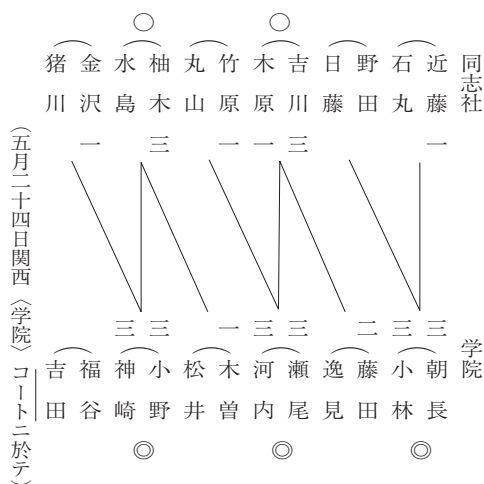 同志社
近藤 一
石丸
野田
日藤
○
吉川 三
木原 一
竹原 一
丸山
○
柚木 三
水島
金沢 一
猪川
学院
三 朝長
三 小林
◎
二 藤田
逸見
三 瀬尾
三 河内
◎
一 木曽
松井
三 小野
三 神崎
◎
福谷
吉田
(五月二十四日関西〈学院〉コートニ於テ)